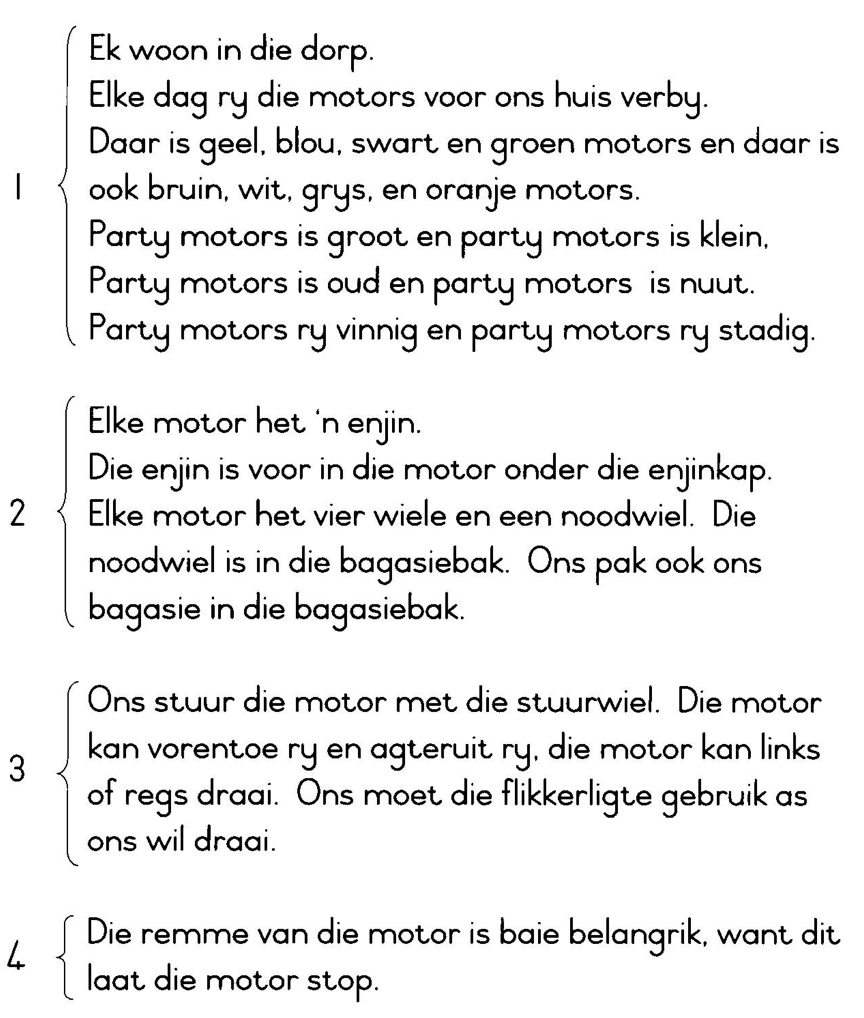 1
Ek woon in die dorp.
Elke dag ry die motors voor ons huis verby.
Daar is geel, blou, swart en groen motors en daar is
ook bruin, wit, grys, en oranje motors.
Party motors is groot en party motors is klein,
Party motors is oud en party motors is nuut.
Party motors ry vinnig en party motors ry stadig.
2
Elke motor het 'n enjin.
Die enjin is voor in die motor onder die enjinkap.
Elke motor het vier wiele en een noodwiel. Die
noodwiel is in die bagasiebak. Ons pak ook ons
bagasie in die bagasiebak.
3
Ons stuur die motor met die stuurwiel. Die motor
kan vorentoe ry en agteruit ry, die motor kan links
of regs draai. Ons moet die flikkerligte gebruik as
ons wil draai.
4
Die remme van die motor is baie belangrik, want dit
laat die motor stop.